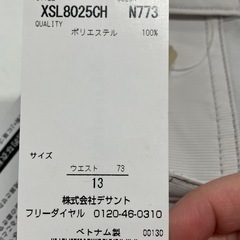 XSL8025CH N773
QUALITY
ポリエステル 100%
サイズ
ウエスト 73
13
株式会社デサント
フリーダイヤル 0120-46-0310
ベトナム製 00130